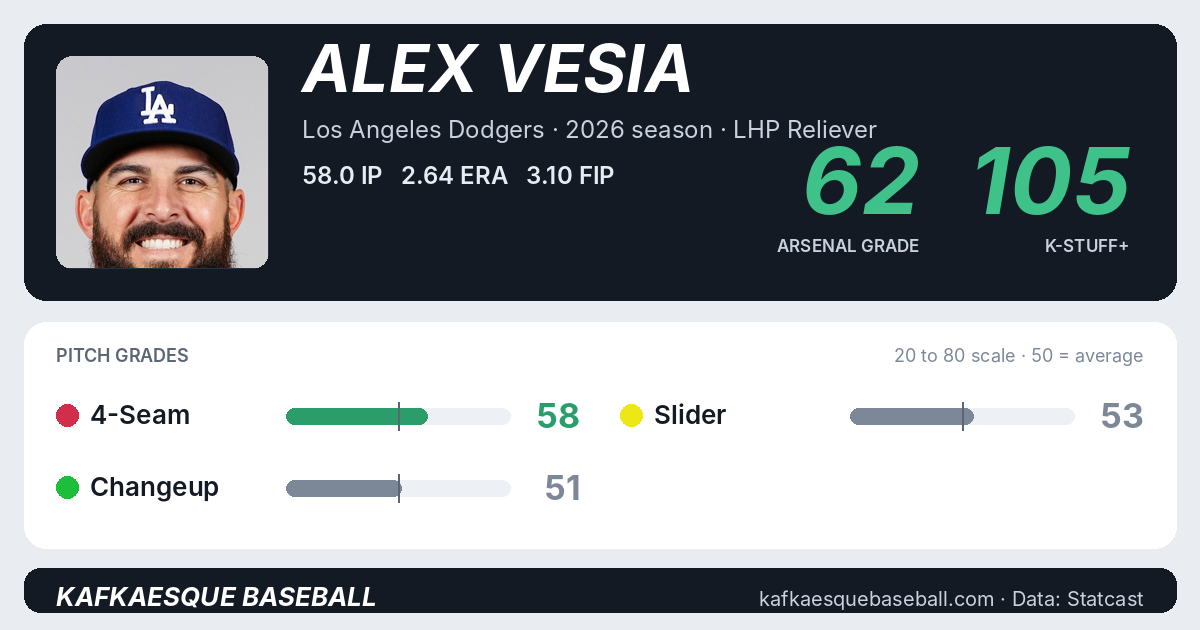 LA
ALEX VESIA
Los Angeles Dodgers · 2026 season · LHP Reliever
58.0 IP 2.64 ERA 3.10 FIP
62 105
ARSENAL GRADE K-STUFF+
PITCH GRADES 20 to 80 scale · 50 = average
4-Seam 58 Slider 53
Changeup 51
KAFKAESQUE BASEBALL kafkaesquebaseball.com · Data: Statcast